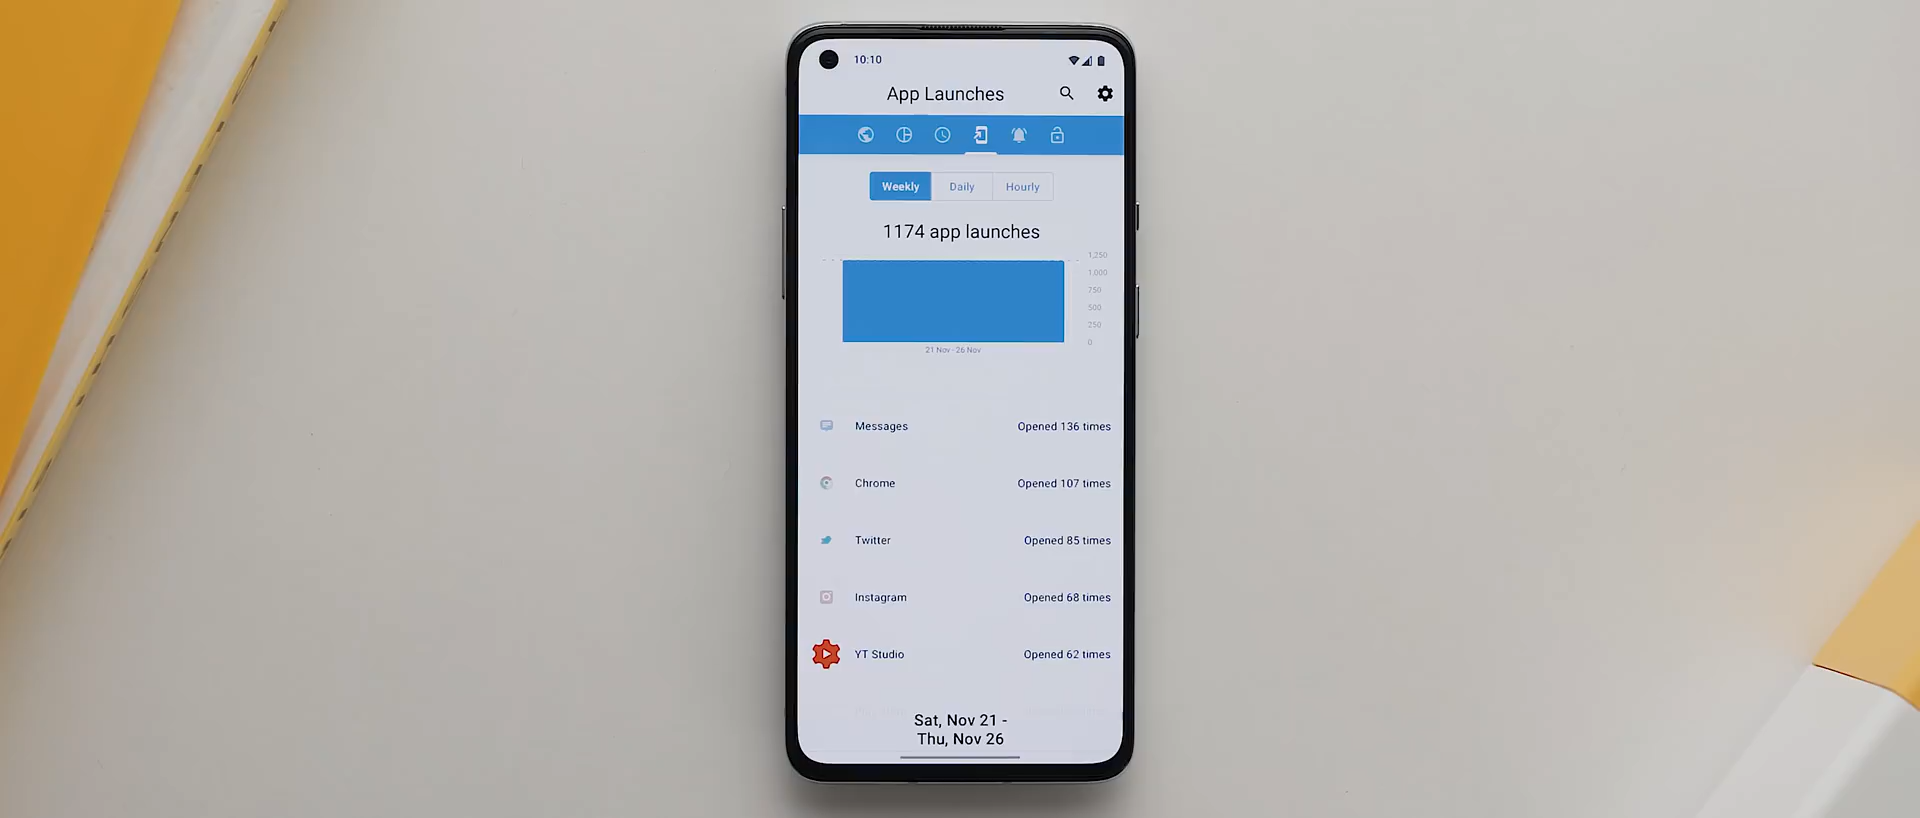 10:10
App Launches
Weekly Daily Hourly
1174 app launches
1,250
1,000
750
500
250
0
21 Nov - 26 Nov
Messages Opened 136 times
Chrome Opened 107 times
Twitter Opened 85 times
Instagram Opened 68 times
YT Studio Opened 62 times
Sat, Nov 21 -
Thu, Nov 26